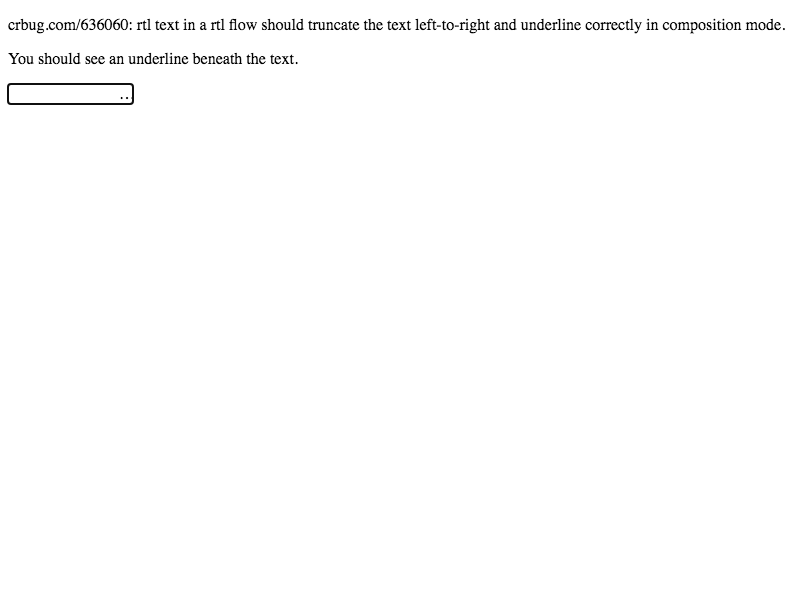 crbug.com/636060: rtl text in a rtl flow should truncate the text left-to-right and underline correctly in composition mode.
You should see an underline beneath the text.
..